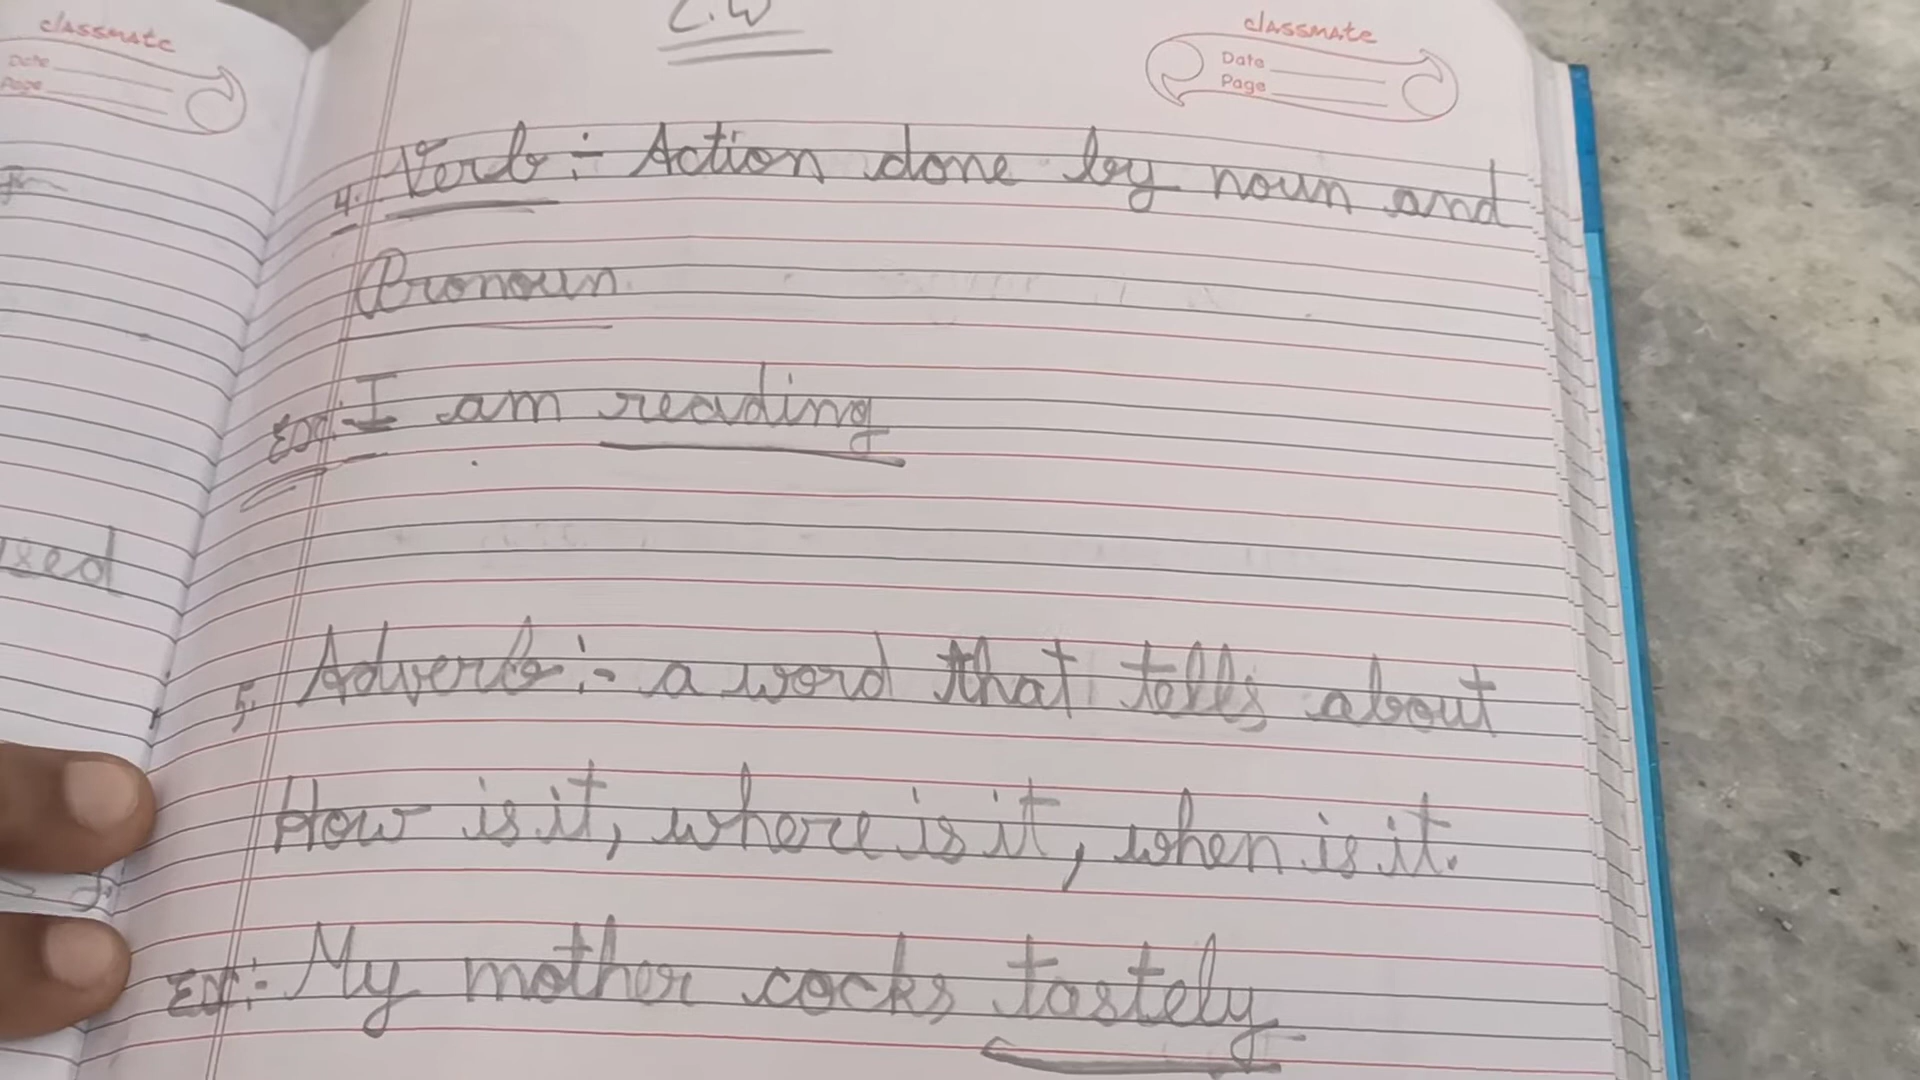 classmate
Date
Page
C.W
classmate
Date
Page
4. Verb :- Action done by noun and
Pronoun.
Ex:- I am reading
sed
5. Adverb :- a word that tells about
How is it, where is it, when is it.
Ex:- My mother cocks tastely